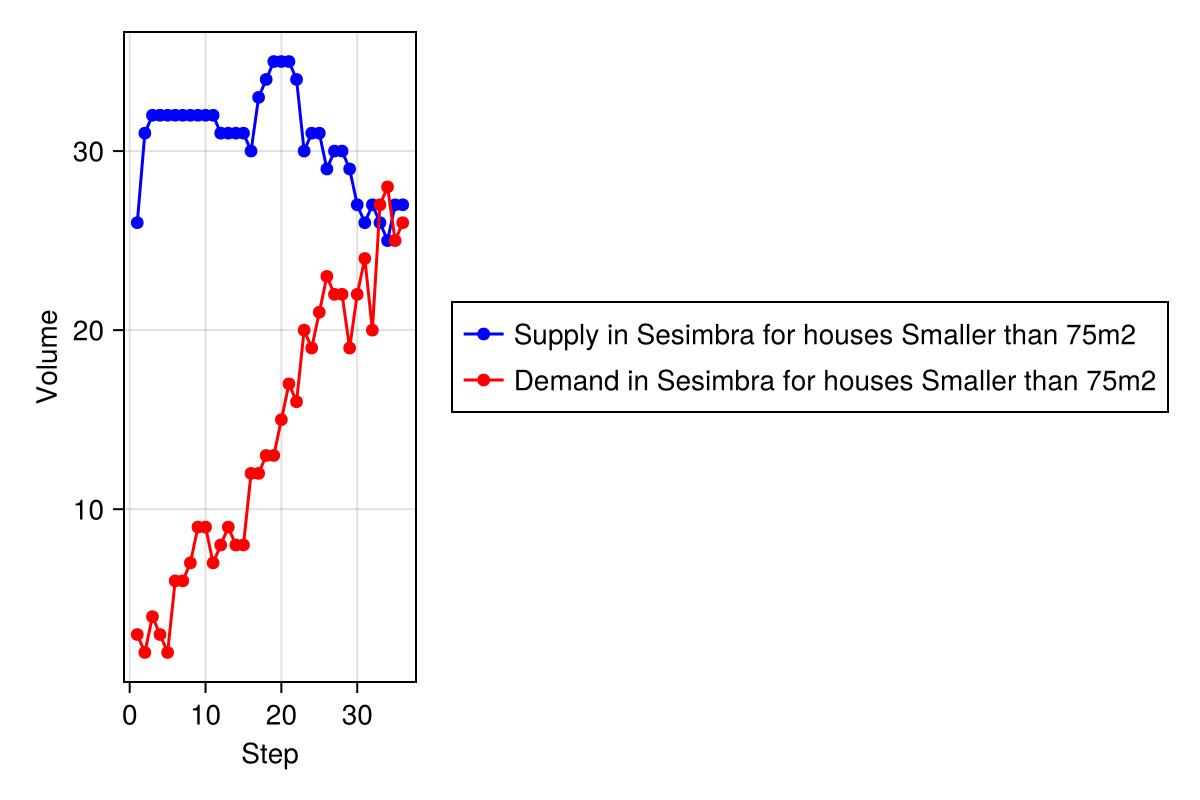 30
20
10
Volume
0 10 20 30
Step
Supply in Sesimbra for houses Smaller than 75m2
Demand in Sesimbra for houses Smaller than 75m2